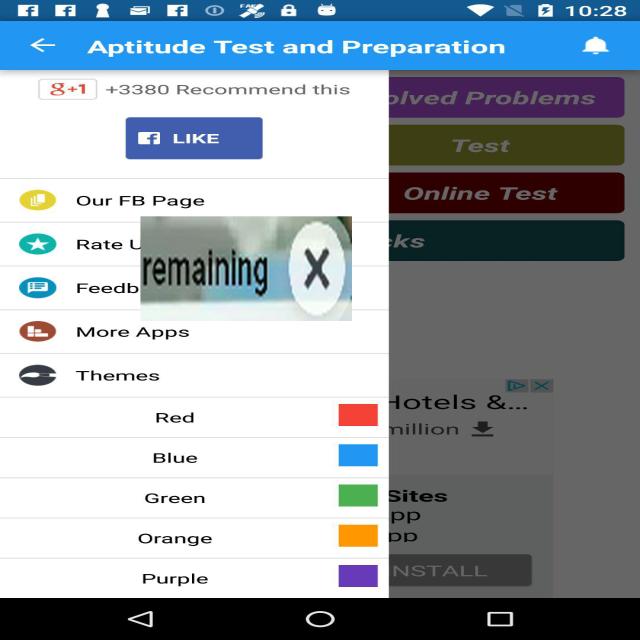 10:28
Aptitude Test and Preparation
g+1 +3380 Recommend this
olved Problems
LIKE
Test
Online Test
Our FB Page
Rate U
remaining X
cks
Feedb
More Apps
Themes
Hotels &...
Red
million
Blue
Green
Sites
pp
Orange
pp
Purple
NSTALL